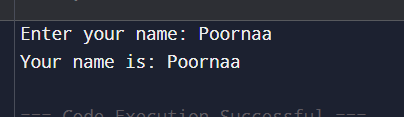 Enter your name: Poornaa
Your name is: Poornaa
=== Code Execution Successful ===